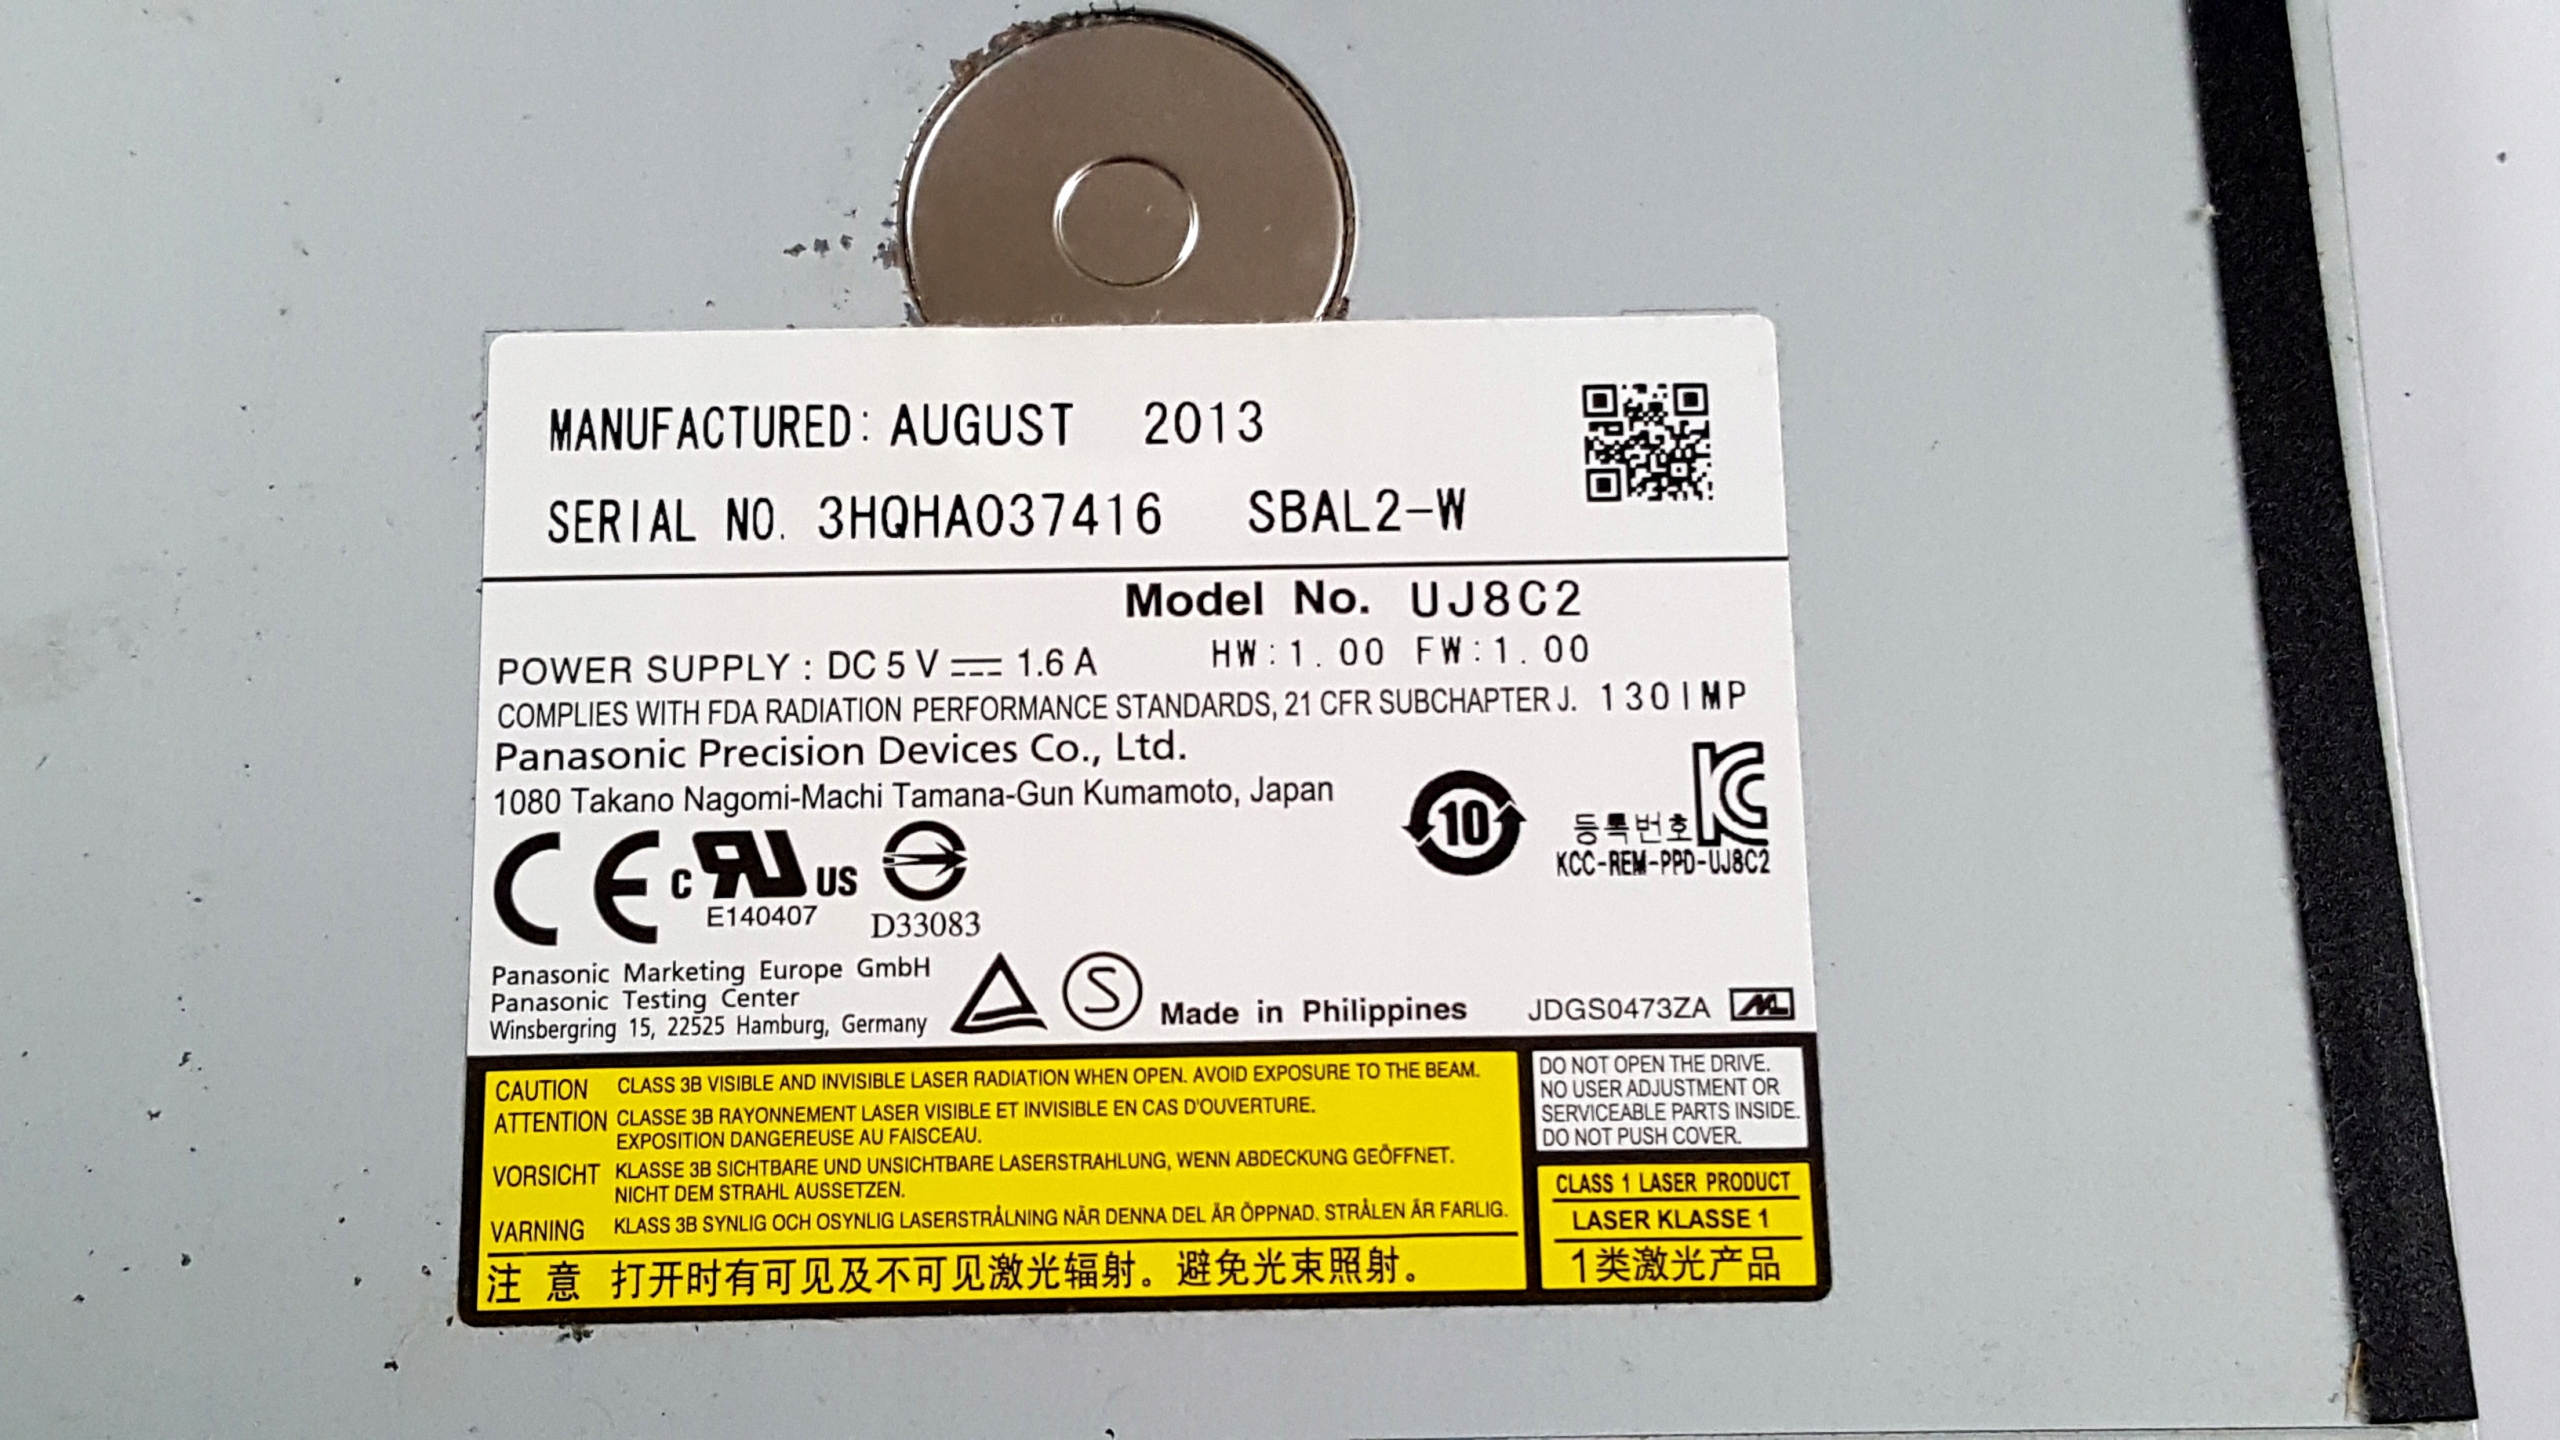 MANUFACTURED: AUGUST 2013
SERIAL NO. 3HQHA037416 SBAL2-W
Model No. UJ8C2
POWER SUPPLY : DC 5 V ⎓ 1.6 A HW:1.00 FW:1.00
COMPLIES WITH FDA RADIATION PERFORMANCE STANDARDS, 21 CFR SUBCHAPTER J. 130IMP
Panasonic Precision Devices Co., Ltd.
1080 Takano Nagomi-Machi Tamana-Gun Kumamoto, Japan
10
등록번호
KCC-REM-PPD-UJ8C2
CE c RU US
E140407
D33083
Panasonic Marketing Europe GmbH
Panasonic Testing Center
Winsbergring 15, 22525 Hamburg, Germany
S
Made in Philippines
JDGS0473ZA
CAUTION CLASS 3B VISIBLE AND INVISIBLE LASER RADIATION WHEN OPEN. AVOID EXPOSURE TO THE BEAM.
ATTENTION CLASSE 3B RAYONNEMENT LASER VISIBLE ET INVISIBLE EN CAS D'OUVERTURE.
EXPOSITION DANGEREUSE AU FAISCEAU.
VORSICHT KLASSE 3B SICHTBARE UND UNSICHTBARE LASERSTRAHLUNG, WENN ABDECKUNG GEÖFFNET.
NICHT DEM STRAHL AUSSETZEN.
VARNING KLASS 3B SYNLIG OCH OSYNLIG LASERSTRÅLNING NÄR DENNA DEL ÄR ÖPPNAD. STRÅLEN ÄR FARLIG.
注意 打开时有可见及不可见激光辐射。避免光束照射。
DO NOT OPEN THE DRIVE.
NO USER ADJUSTMENT OR
SERVICEABLE PARTS INSIDE.
DO NOT PUSH COVER.
CLASS 1 LASER PRODUCT
LASER KLASSE 1
1类激光产品